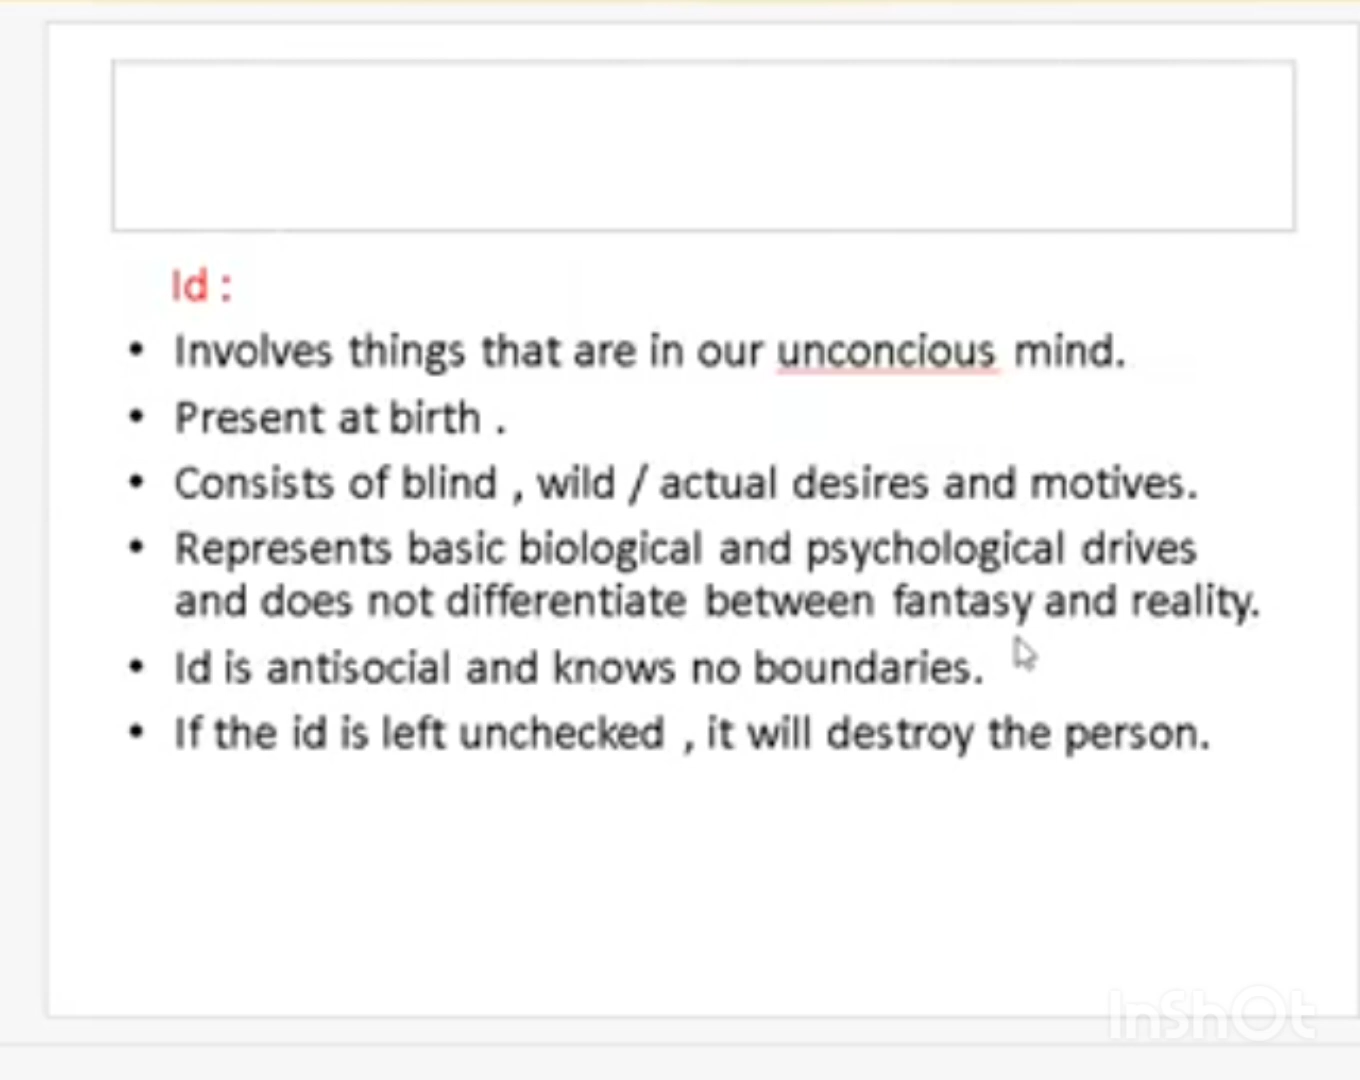 Id :
• Involves things that are in our unconcious mind.
• Present at birth .
• Consists of blind , wild / actual desires and motives.
• Represents basic biological and psychological drives
and does not differentiate between fantasy and reality.
• Id is antisocial and knows no boundaries.
• If the id is left unchecked , it will destroy the person.
InShOt